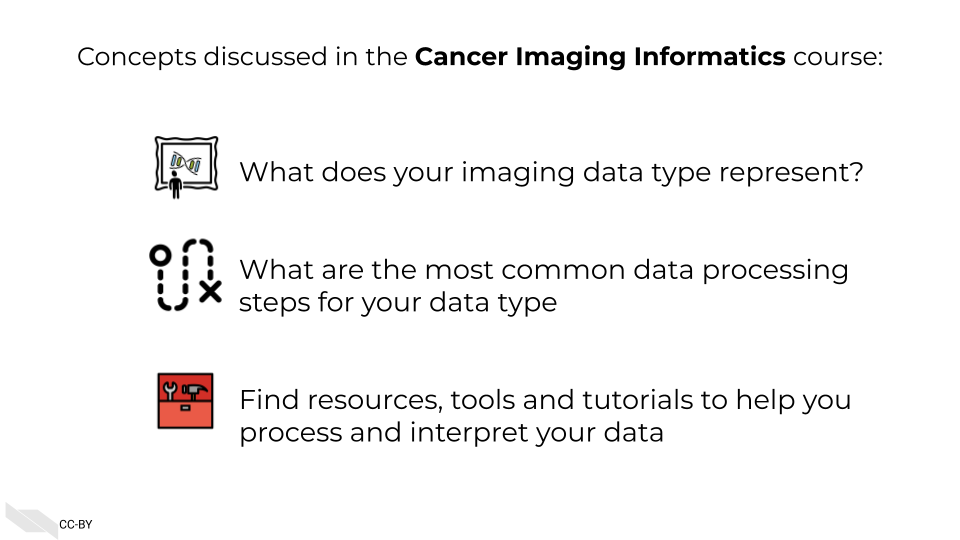 Concepts discussed in the Cancer Imaging Informatics course:
What does your imaging data type represent?
What are the most common data processing
steps for your data type
Find resources, tools and tutorials to help you
process and interpret your data
CC-BY